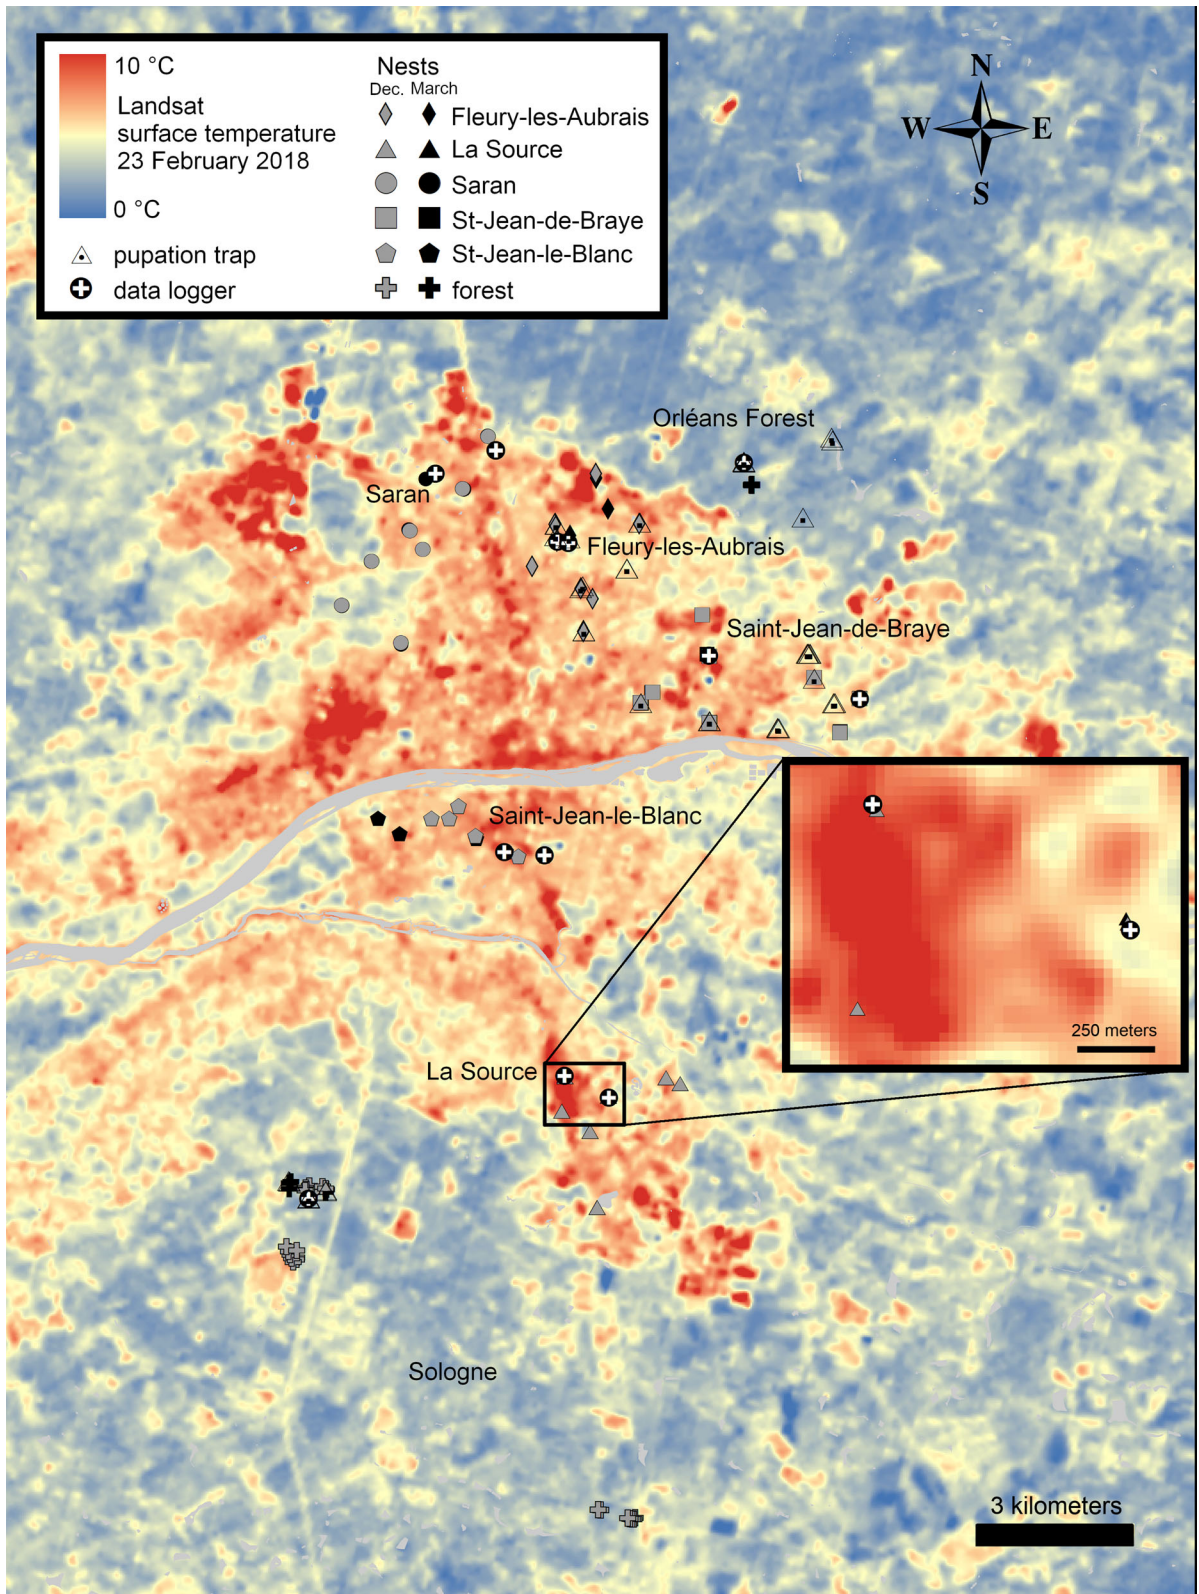 10 °C
Landsat
surface temperature
23 February 2018
0 °C
pupation trap
data logger
Nests
Dec. March
Fleury-les-Aubrais
La Source
Saran
St-Jean-de-Braye
St-Jean-le-Blanc
forest
N
W E
S
Orléans Forest
Saran
Fleury-les-Aubrais
Saint-Jean-de-Braye
Saint-Jean-le-Blanc
250 meters
La Source
Sologne
3 kilometers